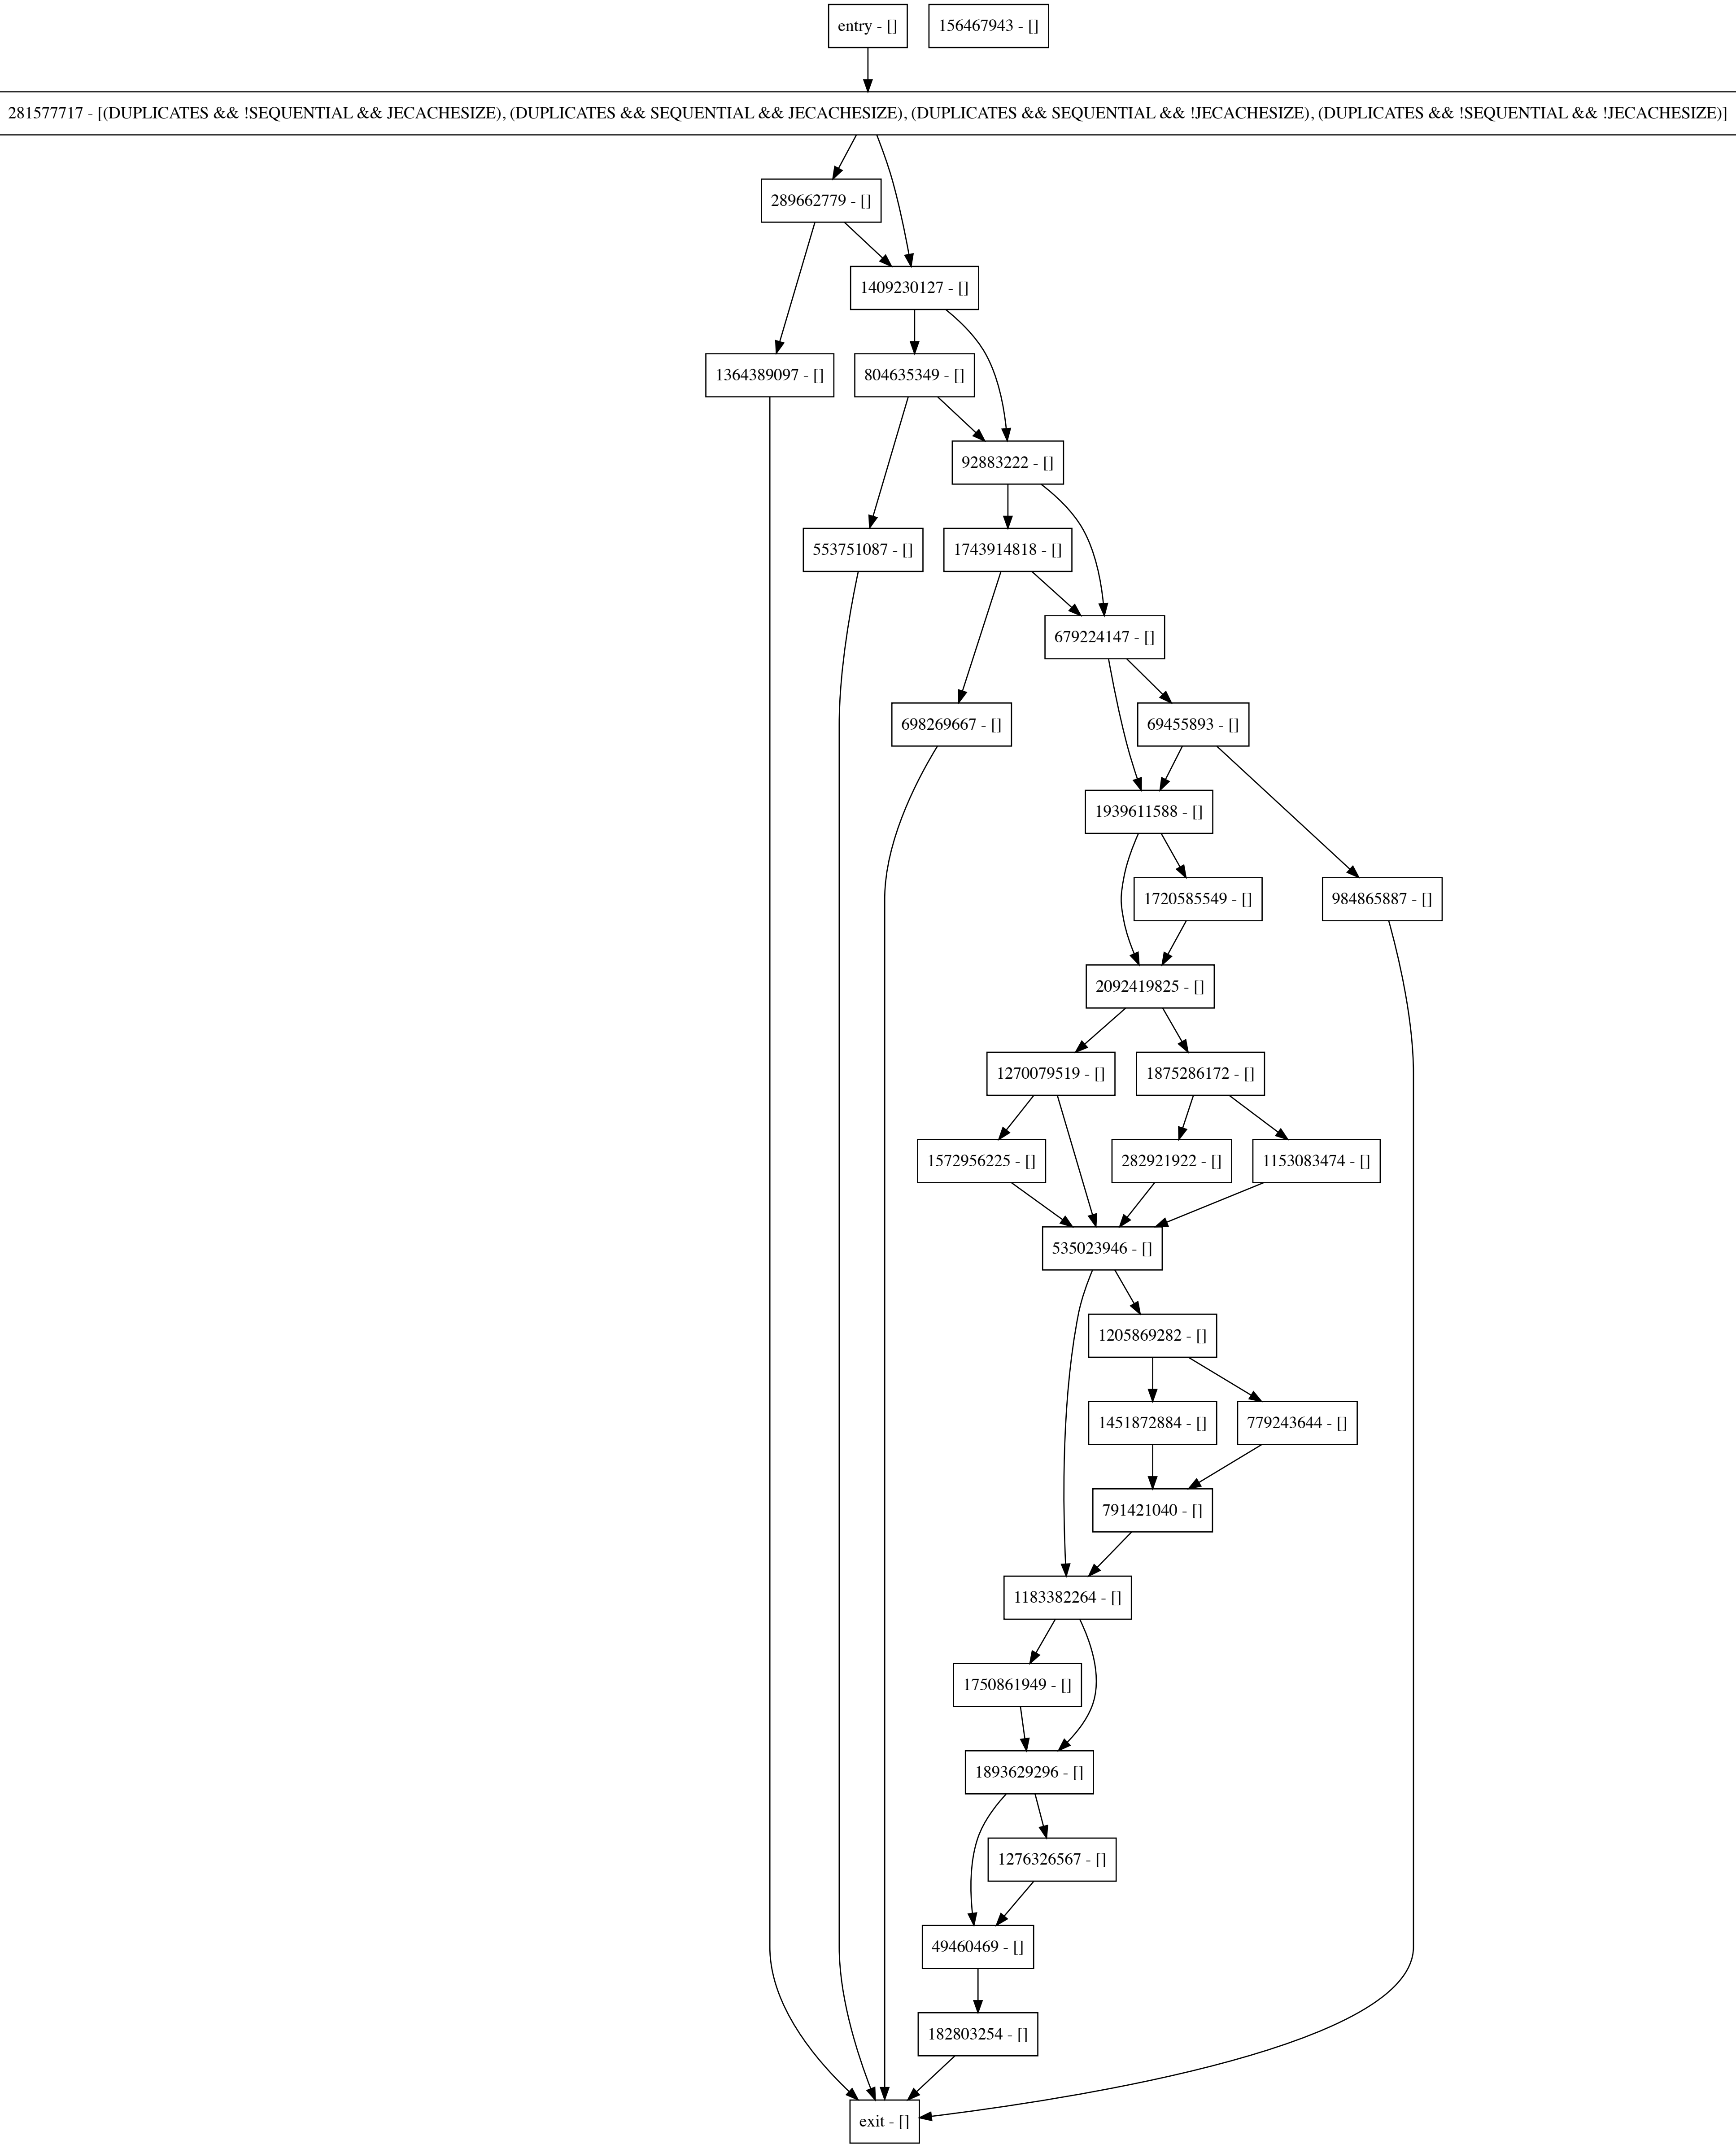 entry - []
156467943 - []
281577717 - [(DUPLICATES && !SEQUENTIAL && JECACHESIZE), (DUPLICATES && SEQUENTIAL && JECACHESIZE), (DUPLICATES && SEQUENTIAL && !JECACHESIZE), (DUPLICATES && !SEQUENTIAL && !JECACHESIZE)]
289662779 - []
1409230127 - []
1364389097 - []
804635349 - []
92883222 - []
553751087 - []
1743914818 - []
679224147 - []
698269667 - []
69455893 - []
1939611588 - []
1720585549 - []
984865887 - []
2092419825 - []
1270079519 - []
1875286172 - []
1572956225 - []
282921922 - []
1153083474 - []
535023946 - []
1205869282 - []
1451872884 - []
779243644 - []
791421040 - []
1183382264 - []
1750861949 - []
1893629296 - []
1276326567 - []
49460469 - []
182803254 - []
exit - []